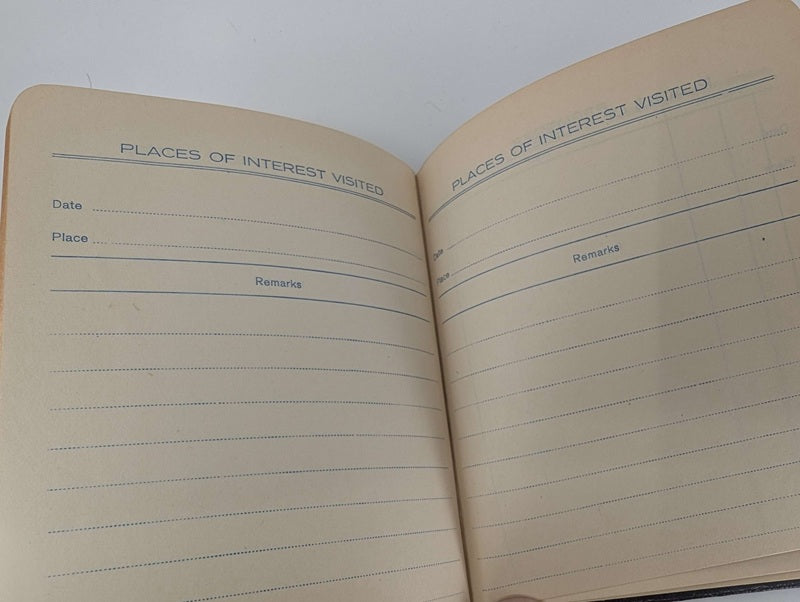 PLACES OF INTEREST VISITED
Date
Place
Remarks
PLACES OF INTEREST VISITED
Date
Place
Remarks